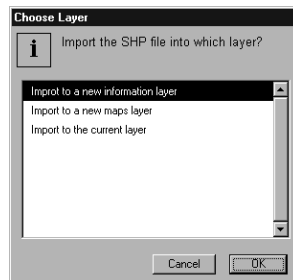 Choose Layer
i
Import the SHP file into which layer?
Improt to a new information layer
Import to a new maps layer
Import to the current layer
Cancel
OK